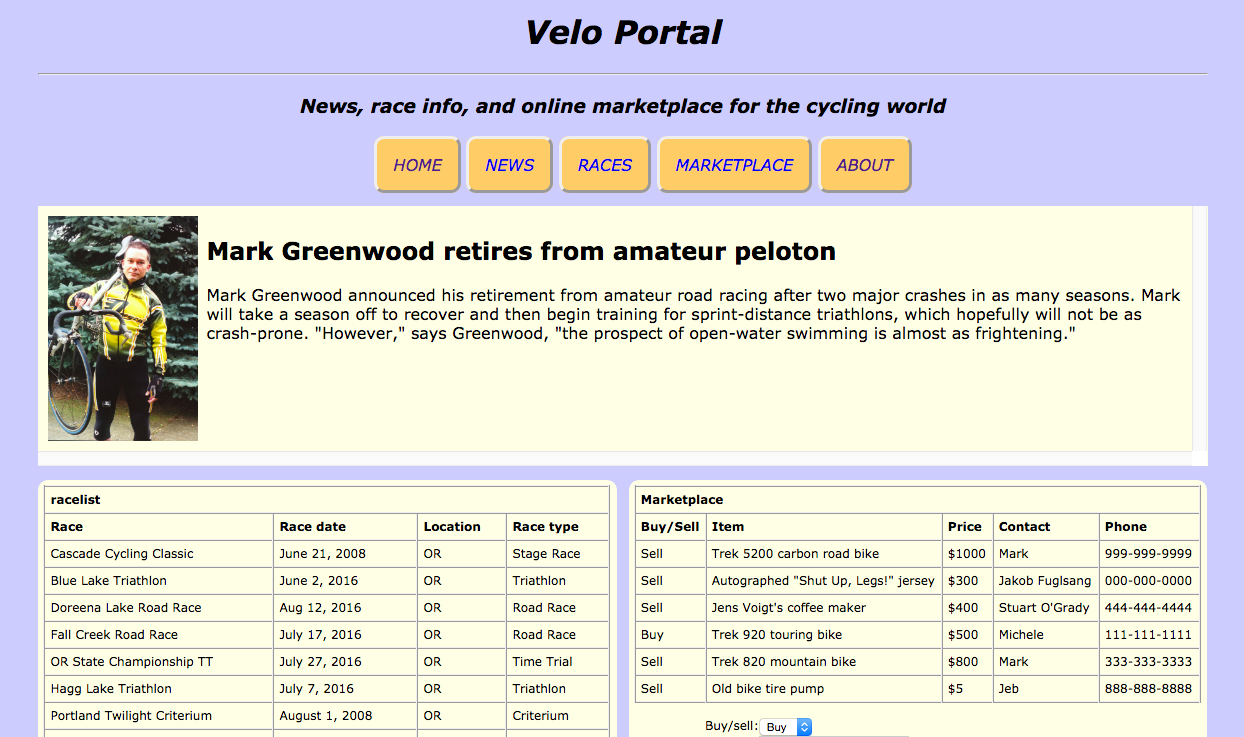 Velo Portal
News, race info, and online marketplace for the cycling world
HOME NEWS RACES MARKETPLACE ABOUT
Mark Greenwood retires from amateur peloton
Mark Greenwood announced his retirement from amateur road racing after two major crashes in as many seasons. Mark
will take a season off to recover and then begin training for sprint-distance triathlons, which hopefully will not be as
crash-prone. "However," says Greenwood, "the prospect of open-water swimming is almost as frightening."
racelist
Race Race date Location Race type
Cascade Cycling Classic June 21, 2008 OR Stage Race
Blue Lake Triathlon June 2, 2016 OR Triathlon
Doreena Lake Road Race Aug 12, 2016 OR Road Race
Fall Creek Road Race July 17, 2016 OR Road Race
OR State Championship TT July 27, 2016 OR Time Trial
Hagg Lake Triathlon July 7, 2016 OR Triathlon
Portland Twilight Criterium August 1, 2008 OR Criterium
Marketplace
Buy/Sell Item Price Contact Phone
Sell Trek 5200 carbon road bike $1000 Mark 999-999-9999
Sell Autographed "Shut Up, Legs!" jersey $300 Jakob Fuglsang 000-000-0000
Sell Jens Voigt's coffee maker $400 Stuart O'Grady 444-444-4444
Buy Trek 920 touring bike $500 Michele 111-111-1111
Sell Trek 820 mountain bike $800 Mark 333-333-3333
Sell Old bike tire pump $5 Jeb 888-888-8888
Buy/sell: Buy